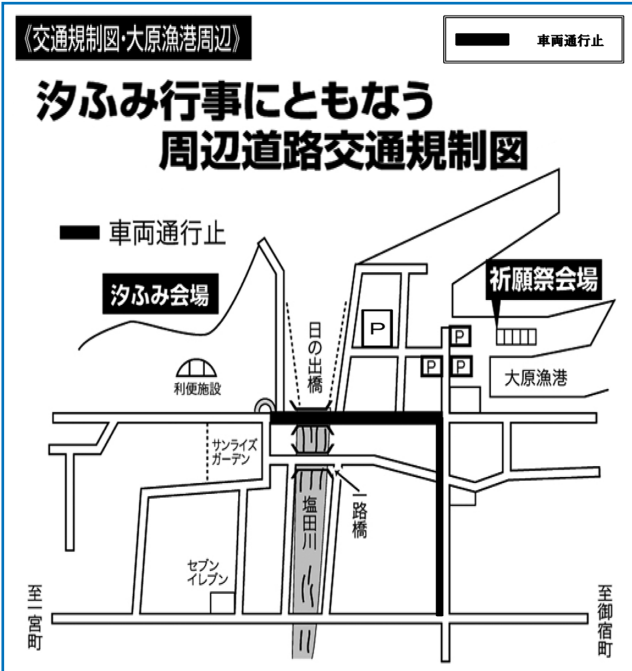 《交通規制図・大原漁港周辺》
車両通行止
汐ふみ行事にともなう
周辺道路交通規制図
車両通行止
汐ふみ会場
祈願祭会場
日の出橋
P
P
P
P
利便施設
大原漁港
サンライズ
ガーデン
一路橋
塩田川
セブン
イレブン
至一宮町
至御宿町